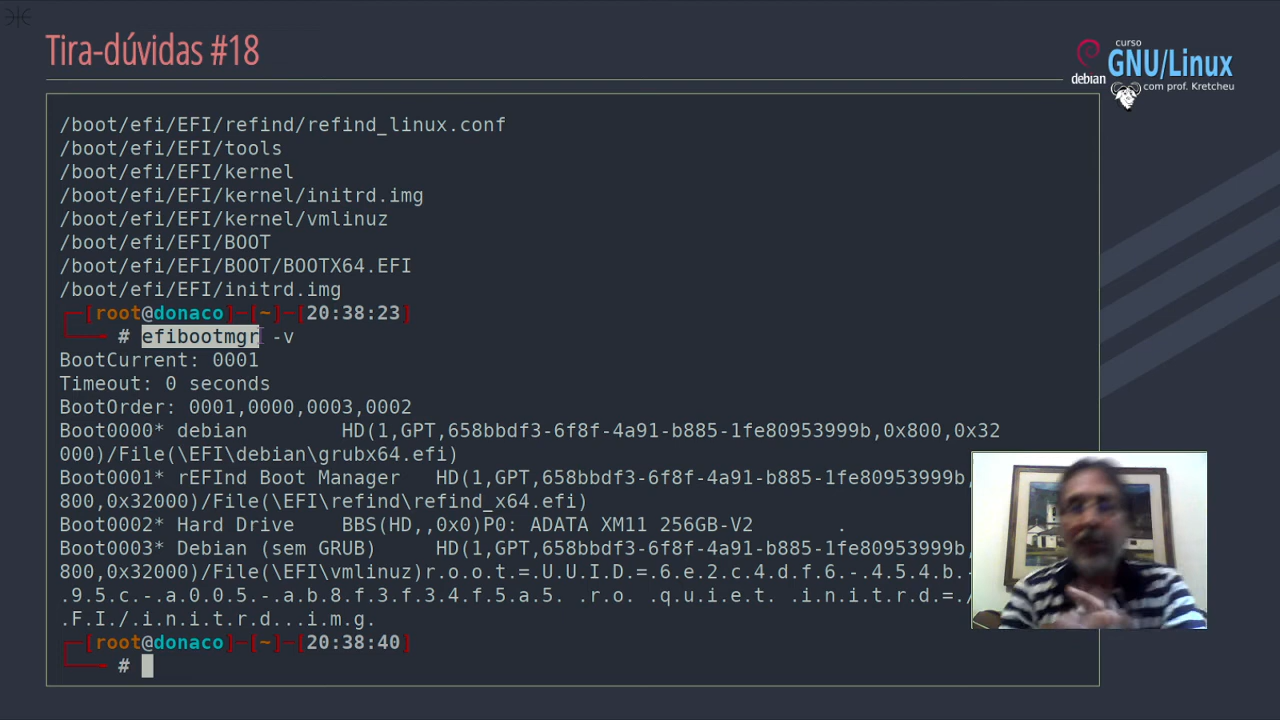 Tira-dúvidas #18
curso
GNU/Linux
debian
com prof. Kretcheu
/boot/efi/EFI/refind/refind_linux.conf
/boot/efi/EFI/tools
/boot/efi/EFI/kernel
/boot/efi/EFI/kernel/initrd.img
/boot/efi/EFI/kernel/vmlinuz
/boot/efi/EFI/BOOT
/boot/efi/EFI/BOOT/BOOTX64.EFI
/boot/efi/EFI/initrd.img
[root@donaco]-[~]-[20:38:23]
# efibootmgr -v
BootCurrent: 0001
Timeout: 0 seconds
BootOrder: 0001,0000,0003,0002
Boot0000* debian HD(1,GPT,658bbdf3-6f8f-4a91-b885-1fe80953999b,0x800,0x32
000)/File(\EFI\debian\grubx64.efi)
Boot0001* rEFInd Boot Manager HD(1,GPT,658bbdf3-6f8f-4a91-b885-1fe80953999b,
800,0x32000)/File(\EFI\refind\refind_x64.efi)
Boot0002* Hard Drive BBS(HD,,0x0)P0: ADATA XM11 256GB-V2 .
Boot0003* Debian (sem GRUB) HD(1,GPT,658bbdf3-6f8f-4a91-b885-1fe80953999b,
800,0x32000)/File(\EFI\vmlinuz)r.o.o.t.=.U.U.I.D.=.6.e.2.c.4.d.f.6.-.4.5.4.b.-
.9.5.c.-.a.0.0.5.-.a.b.8.f.3.f.3.4.f.5.a.5. .r.o. .q.u.i.e.t. .i.n.i.t.r.d.=./
.F.I./.i.n.i.t.r.d...i.m.g.
[root@donaco]-[~]-[20:38:40]
#